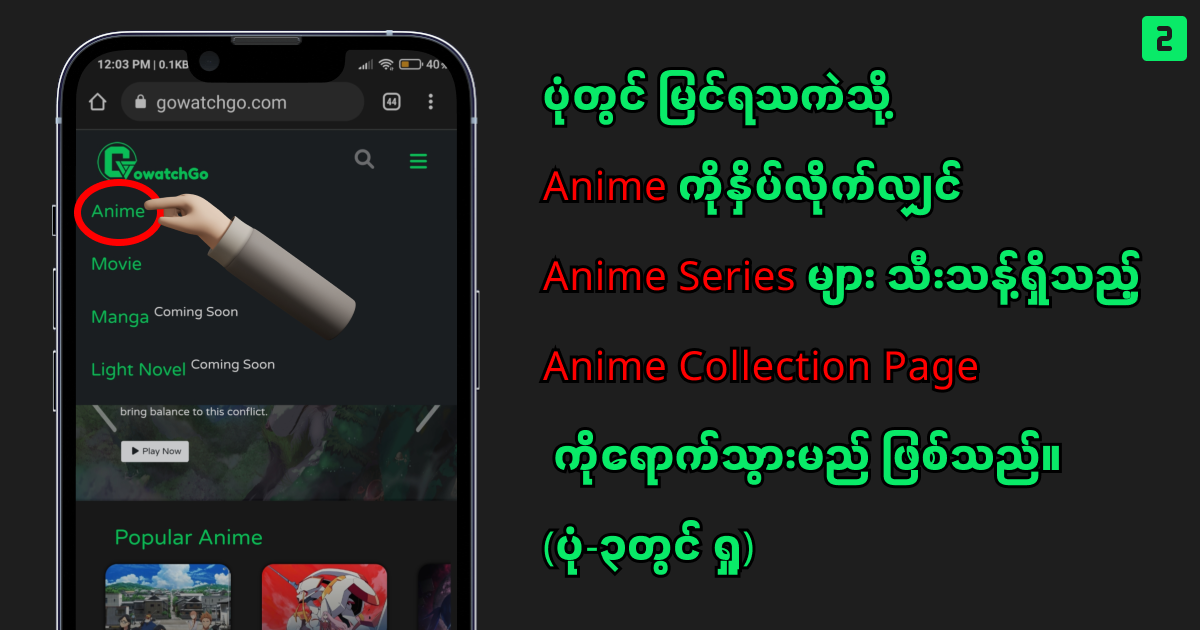 2
12:03 PM | 0.1KB
40%
gowatchgo.com
44
GowatchGo
Anime
Movie
Manga Coming Soon
Light Novel Coming Soon
bring balance to this conflict.
Play Now
Popular Anime
ပုံတွင် မြင်ရသကဲသို့
Anime ကိုနှိပ်လိုက်လျှင်
Anime Series များ သီးသန့်ရှိသည့်
Anime Collection Page
ကိုရောက်သွားမည် ဖြစ်သည်။
(ပုံ-၃တွင် ရှု)